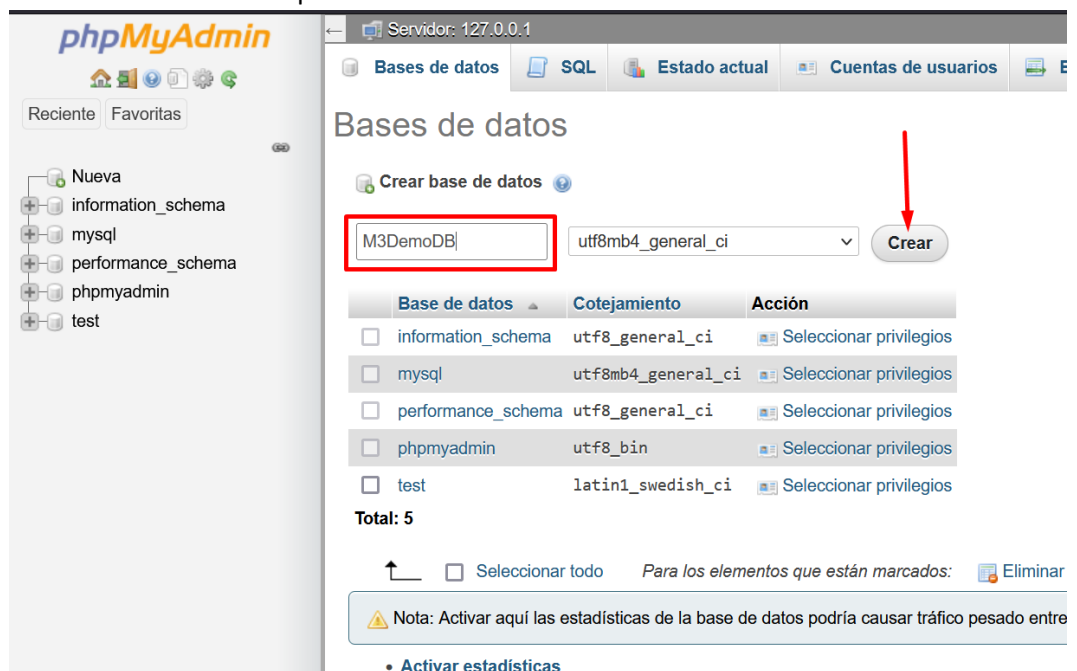 phpMyAdmin
Reciente Favoritas
Nueva
information_schema
mysql
performance_schema
phpmyadmin
test
Servidor: 127.0.0.1
Bases de datos SQL Estado actual Cuentas de usuarios
Bases de datos
Crear base de datos
M3DemoDB utf8mb4_general_ci Crear
Base de datos Cotejamiento Acción
information_schema utf8_general_ci Seleccionar privilegios
mysql utf8mb4_general_ci Seleccionar privilegios
performance_schema utf8_general_ci Seleccionar privilegios
phpmyadmin utf8_bin Seleccionar privilegios
test latin1_swedish_ci Seleccionar privilegios
Total: 5
Seleccionar todo Para los elementos que están marcados: Eliminar
Nota: Activar aquí las estadísticas de la base de datos podría causar tráfico pesado entre
• Activar estadísticas